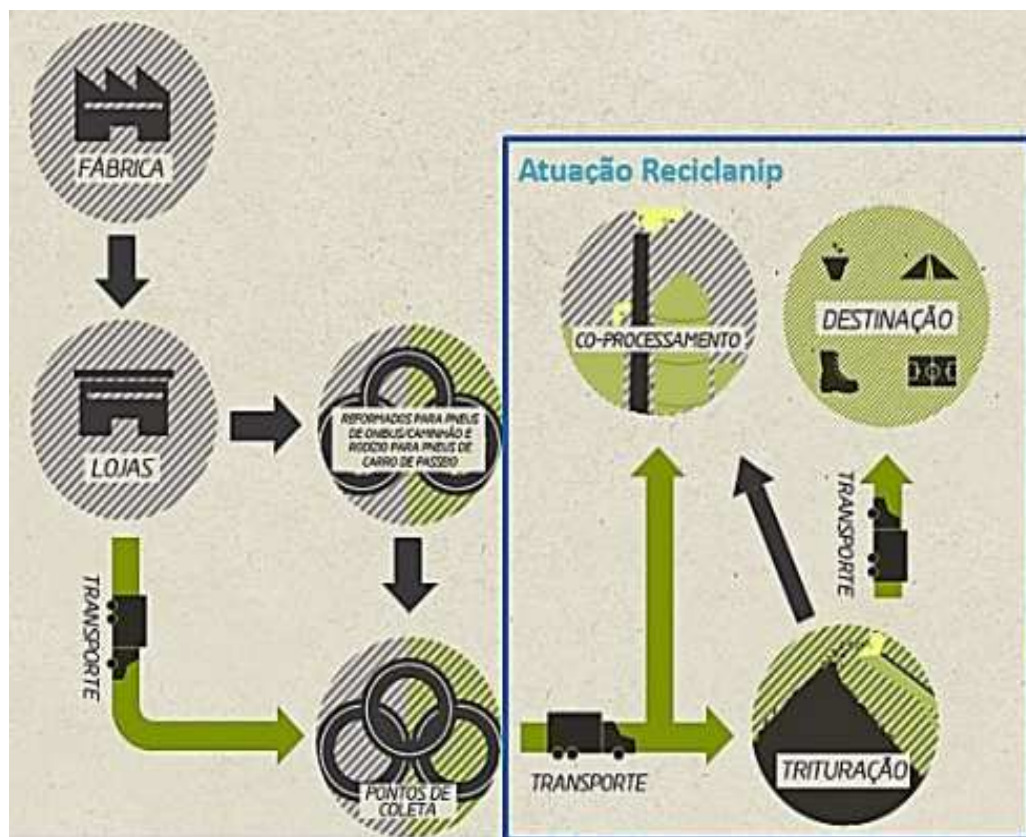 FÁBRICA
Atuação Reciclanip
CO-PROCESSAMENTO
DESTINAÇÃO
LOJAS
REFORMADOS PARA PNEUS
DE ONIBUS/CAMINHÃO E
RODÍZIO PARA PNEUS DE
CARRO DE PASSEIO
TRANSPORTE
TRANSPORTE
PONTOS DE
COLETA
TRANSPORTE
TRITURAÇÃO